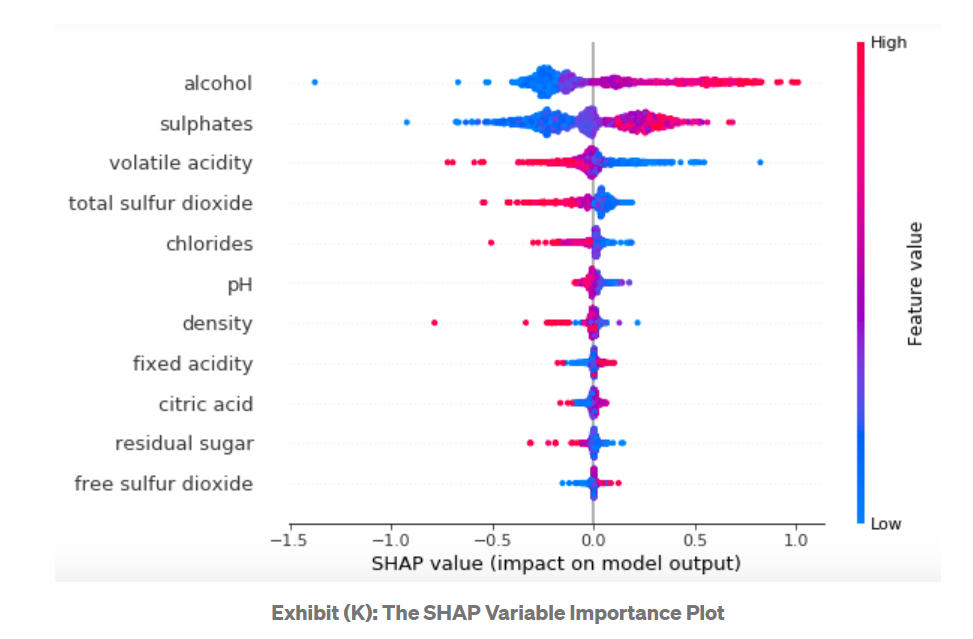 High
alcohol
sulphates
volatile acidity
total sulfur dioxide
chlorides
pH
density
fixed acidity
citric acid
residual sugar
free sulfur dioxide
Feature value
Low
−1.5 −1.0 −0.5 0.0 0.5 1.0
SHAP value (impact on model output)
Exhibit (K): The SHAP Variable Importance Plot